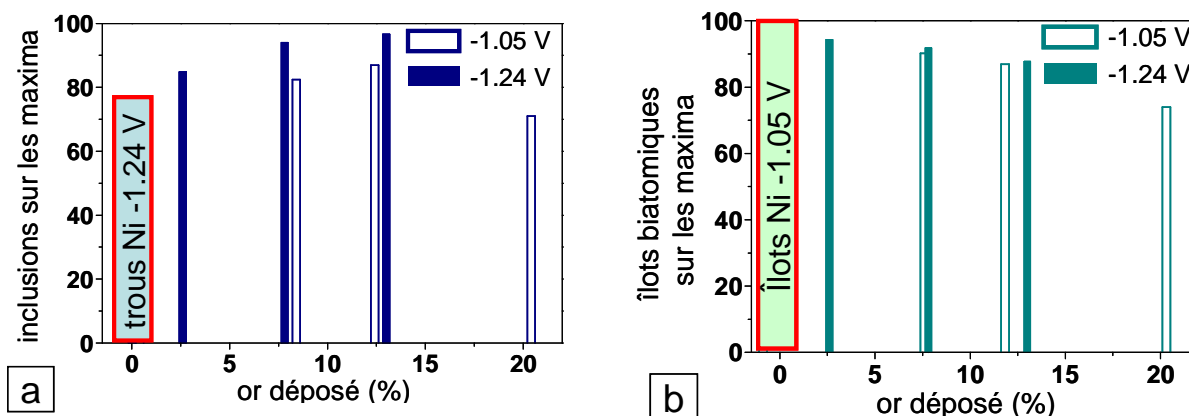 inclusions sur les maxima
100
80
60
40
20
0
trous Ni -1.24 V
-1.05 V
-1.24 V
0 5 10 15 20
or déposé (%)
a
îlots biatomiques
sur les maxima
100
80
60
40
20
0
Îlots Ni -1.05 V
-1.05 V
-1.24 V
0 5 10 15 20
or déposé (%)
b